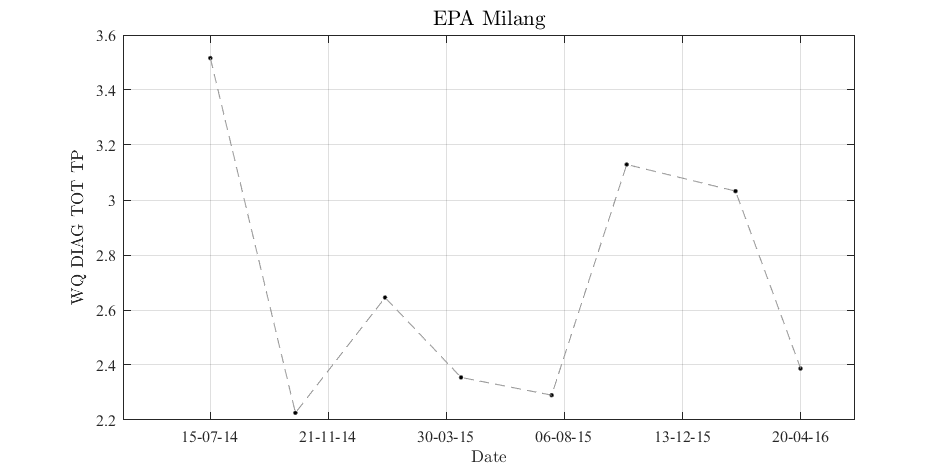 EPA Milang
3.6
3.4
3.2
3
2.8
2.6
2.4
2.2
WQ DIAG TOT TP
15-07-14 21-11-14 30-03-15 06-08-15 13-12-15 20-04-16
Date